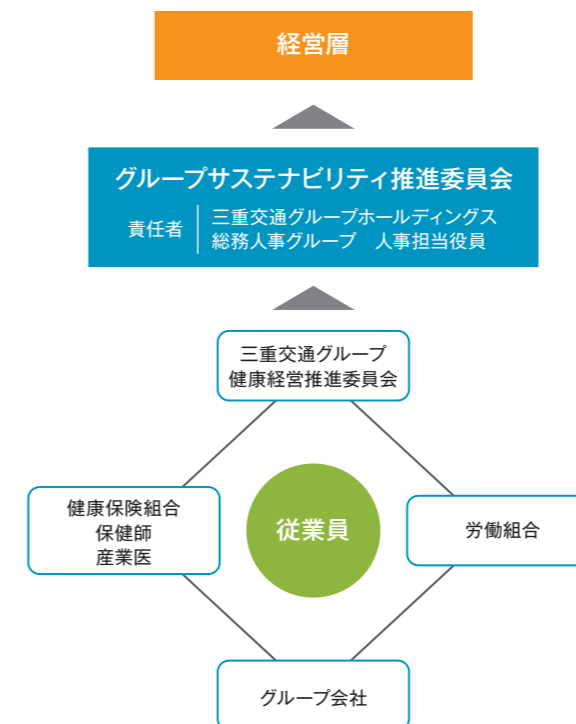 経営層
グループサステナビリティ推進委員会
責任者
三重交通グループホールディングス
総務人事グループ　人事担当役員
三重交通グループ
健康経営推進委員会
健康保険組合
保健師
産業医
従業員
労働組合
グループ会社